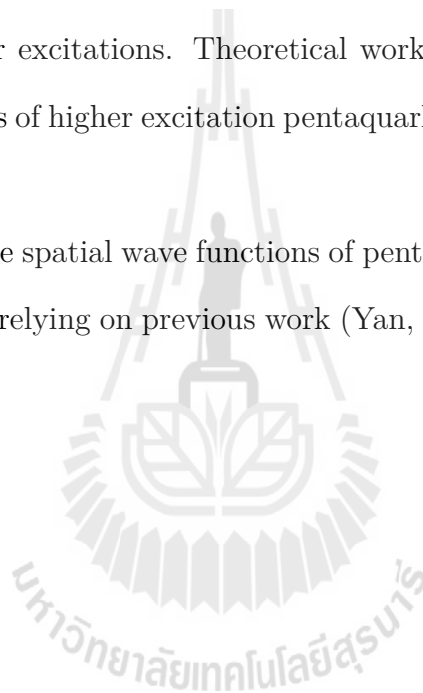 r excitations. Theoretical work
s of higher excitation pentaquar
e spatial wave functions of pent
relying on previous work (Yan,
มหาวิทยาลัยเทคโนโลยีสุรนารี